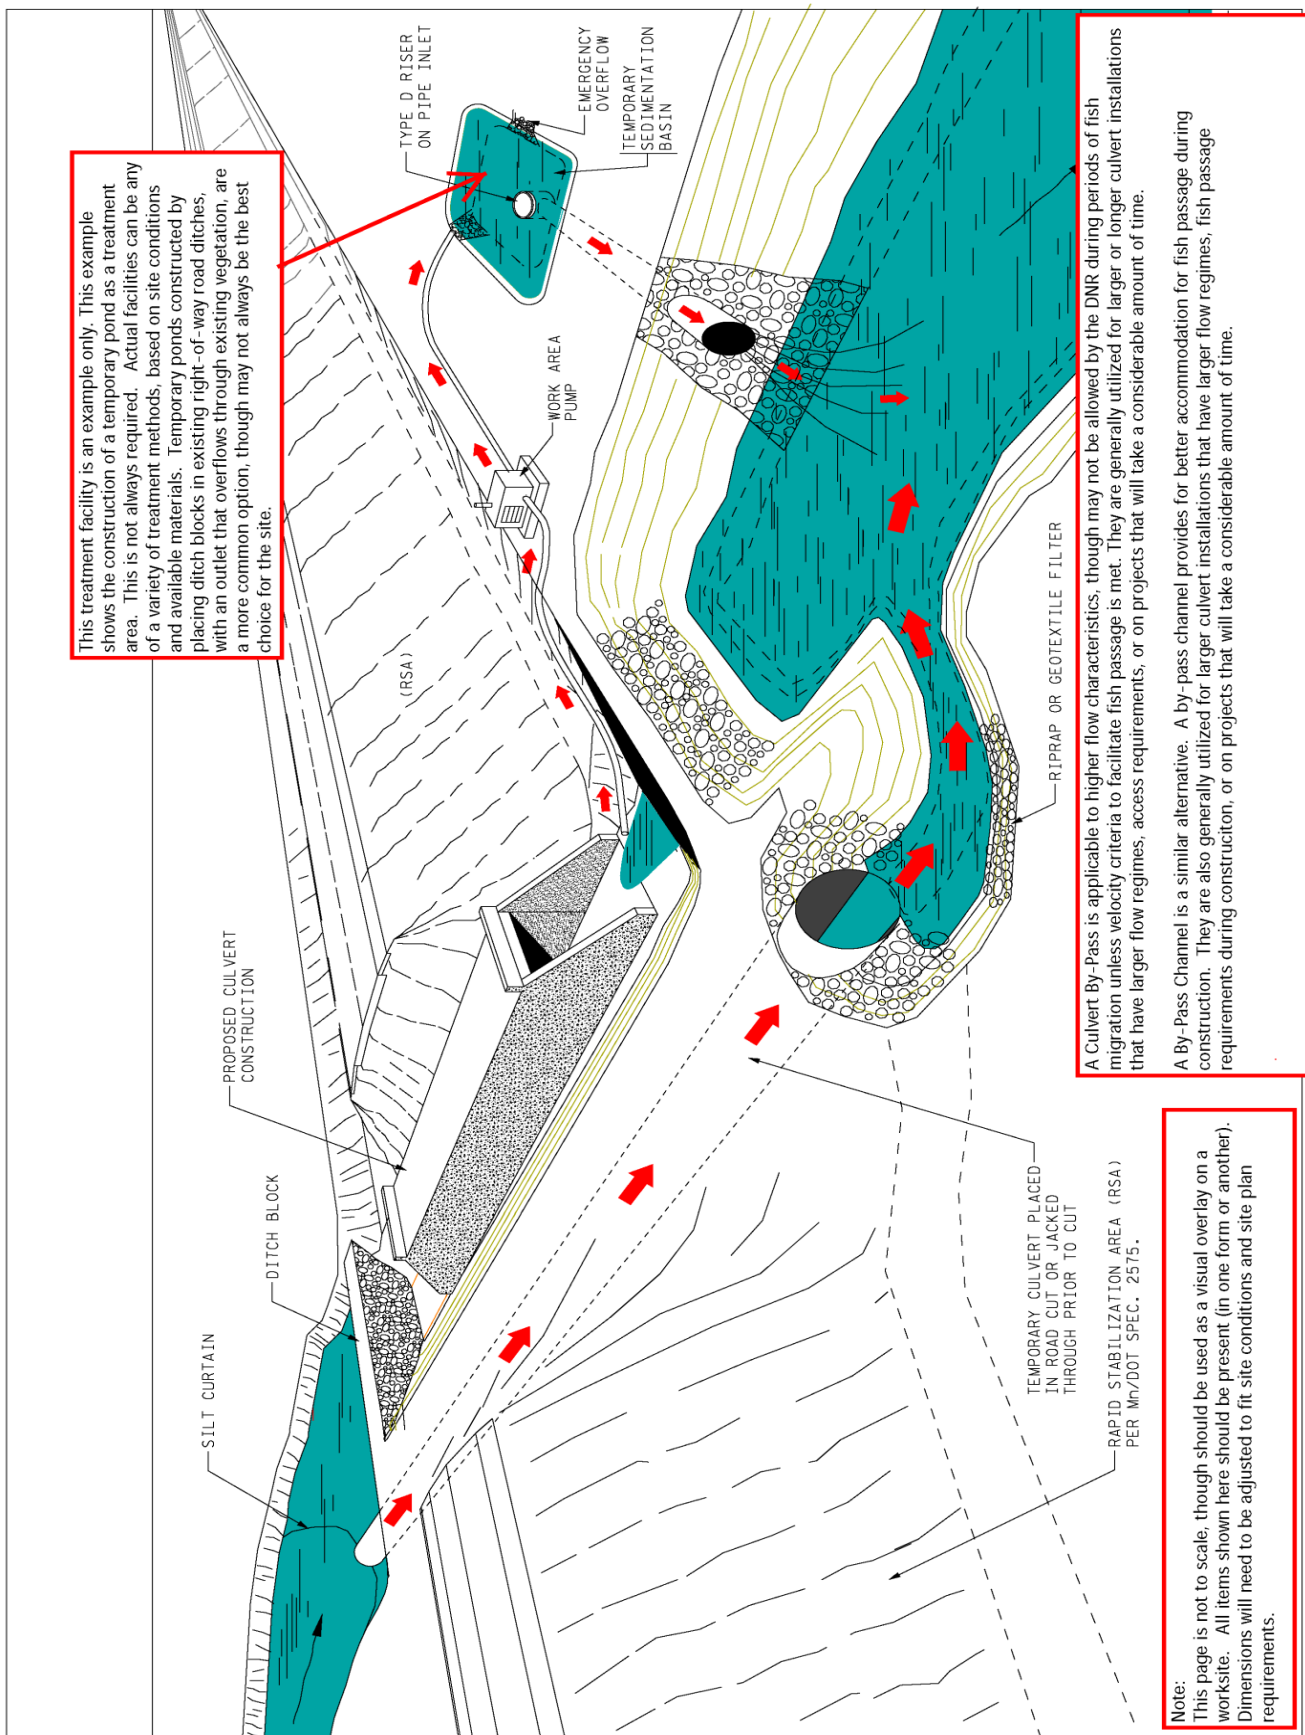 This treatment facility is an example only. This example
shows the construction of a temporary pond as a treatment
area. This is not always required. Actual facilities can be any
of a variety of treatment methods, based on site conditions
and available materials. Temporary ponds constructed by
placing ditch blocks in existing right-of-way road ditches,
with an outlet that overflows through existing vegetation, are
a more common option, though may not always be the best
choice for the site.
SILT CURTAIN
DITCH BLOCK
PROPOSED CULVERT
CONSTRUCTION
(RSA)
TYPE D RISER
ON PIPE INLET
EMERGENCY
OVERFLOW
TEMPORARY
SEDIMENTATION
BASIN
WORK AREA
PUMP
RIPRAP OR GEOTEXTILE FILTER
TEMPORARY CULVERT PLACED
IN ROAD CUT OR JACKED
THROUGH PRIOR TO CUT
RAPID STABILIZATION AREA (RSA)
PER Mn/DOT SPEC. 2575.
A Culvert By-Pass is applicable to higher flow characteristics, though may not be allowed by the DNR during periods of fish
migration unless velocity criteria to facilitate fish passage is met. They are generally utilized for larger or longer culvert installations
that have larger flow regimes, access requirements, or on projects that will take a considerable amount of time.
A By-Pass Channel is a similar alternative. A by-pass channel provides for better accommodation for fish passage during
construction. They are also generally utilized for larger culvert installations that have larger flow regimes, fish passage
requirements during construciton, or on projects that will take a considerable amount of time.
Note:
This page is not to scale, though should be used as a visual overlay on a
worksite. All items shown here should be present (in one form or another).
Dimensions will need to be adjusted to fit site conditions and site plan
requirements.